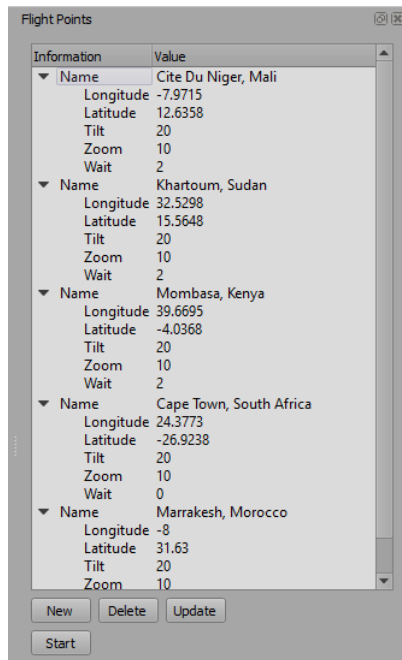 Flight Points
Information Value
Name Cite Du Niger, Mali
Longitude -7.9715
Latitude 12.6358
Tilt 20
Zoom 10
Wait 2
Name Khartoum, Sudan
Longitude 32.5298
Latitude 15.5648
Tilt 20
Zoom 10
Wait 2
Name Mombasa, Kenya
Longitude 39.6695
Latitude -4.0368
Tilt 20
Zoom 10
Wait 2
Name Cape Town, South Africa
Longitude 24.3773
Latitude -26.9238
Tilt 20
Zoom 10
Wait 0
Name Marrakesh, Morocco
Longitude -8
Latitude 31.63
Tilt 20
Zoom 10
New Delete Update
Start